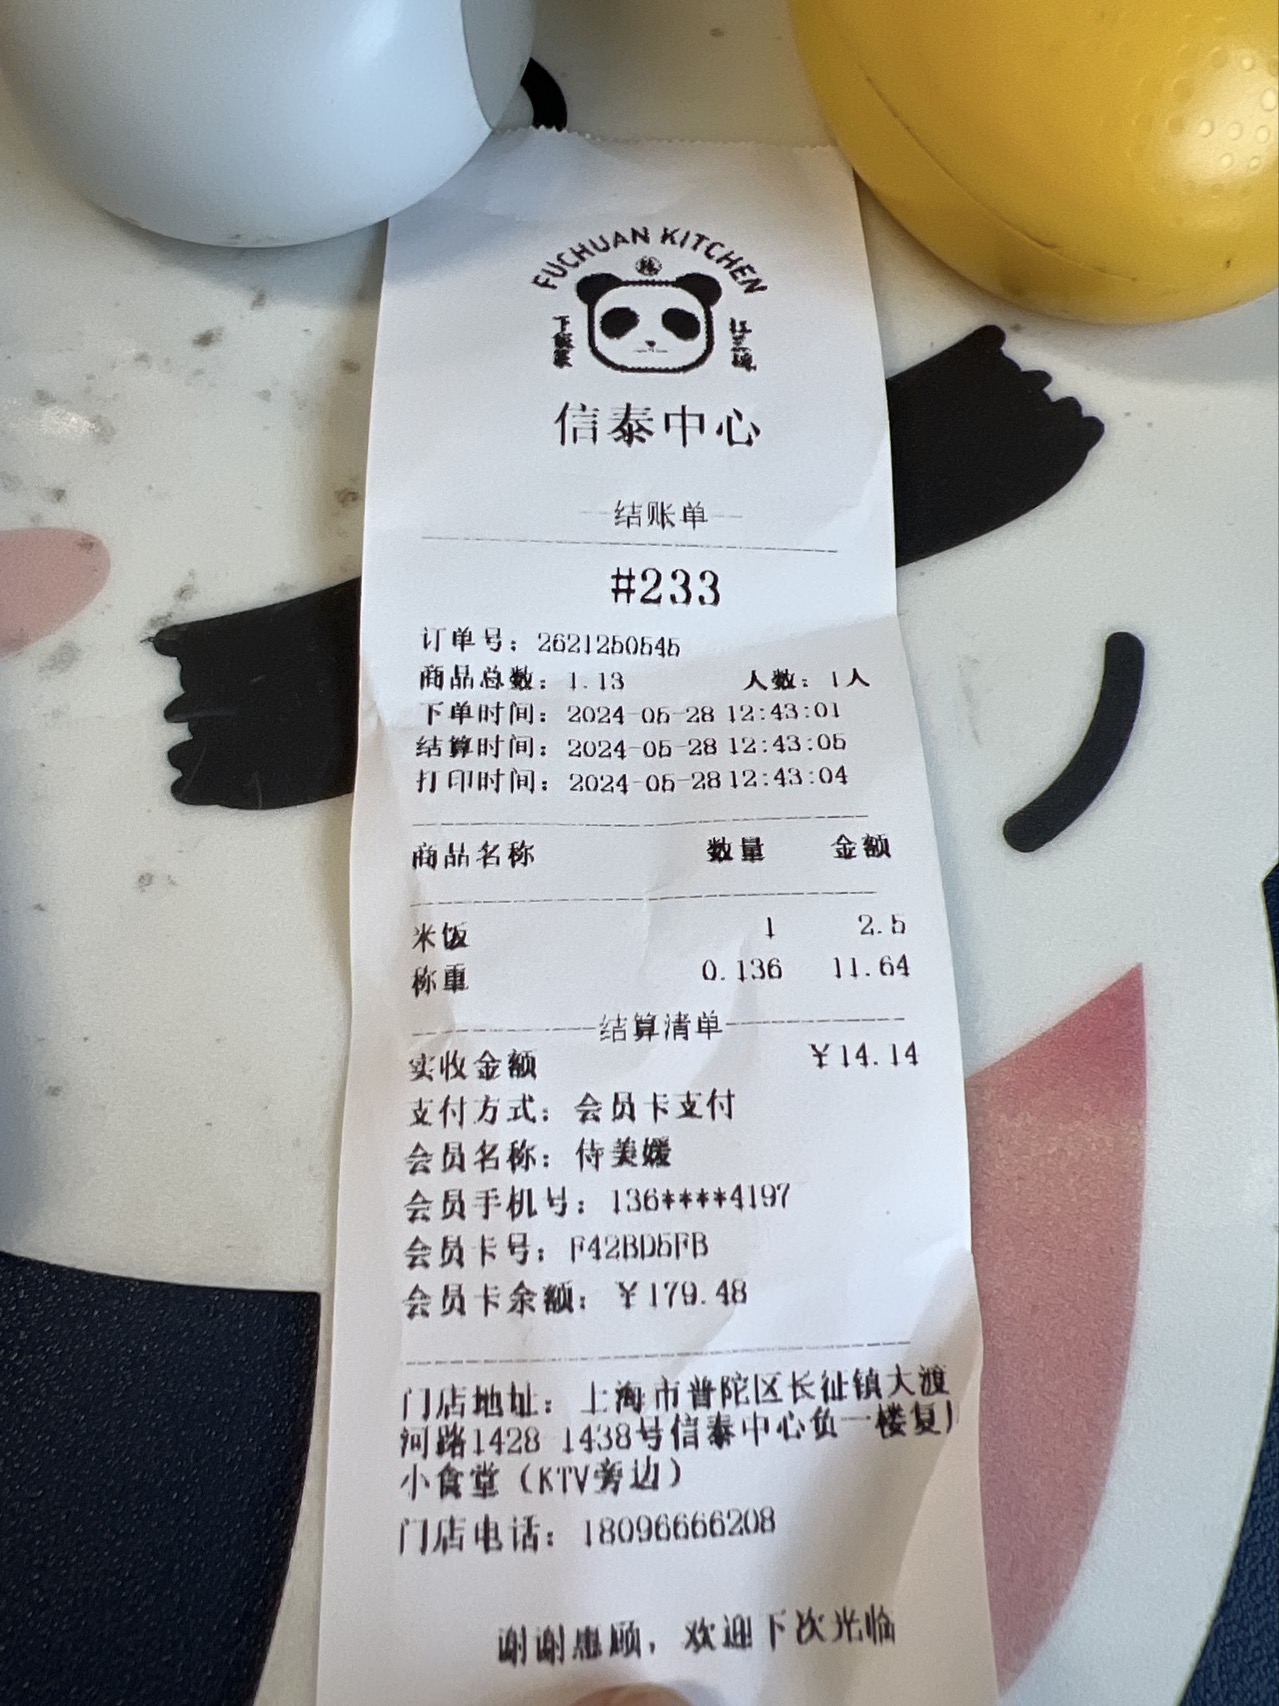 FUCHUAN KITCHEN
下饭菜
江兰碗
信泰中心
结账单
#233
订单号：2621250545
商品总数：1.13 人数：1人
下单时间：2024-05-28 12:43:01
结算时间：2024-05-28 12:43:05
打印时间：2024-05-28 12:43:04
商品名称 数量 金额
米饭 1 2.5
称重 0.136 11.64
结算清单
实收金额 ￥14.14
支付方式：会员卡支付
会员名称：侍美媛
会员手机号：136****4197
会员卡号：F42BD5FB
会员卡余额：￥179.48
门店地址：上海市普陀区长征镇大渡
河路1428-1438号信泰中心负一楼复
小食堂（KTV旁边）
门店电话：18096666208
谢谢惠顾，欢迎下次光临